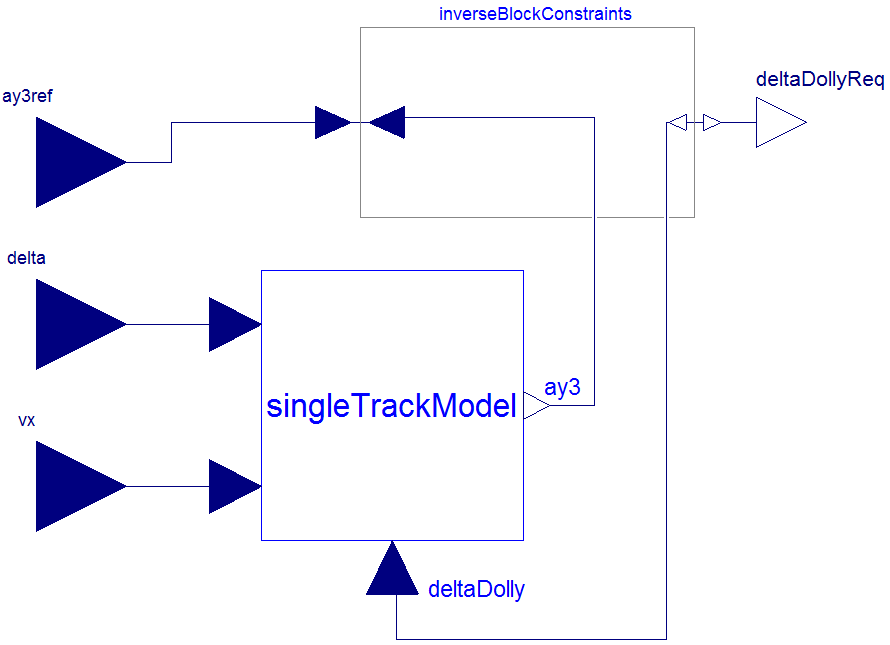 inverseBlockConstraints
deltaDollyReq
ay3ref
delta
ay3
singleTrackModel
vx
deltaDolly